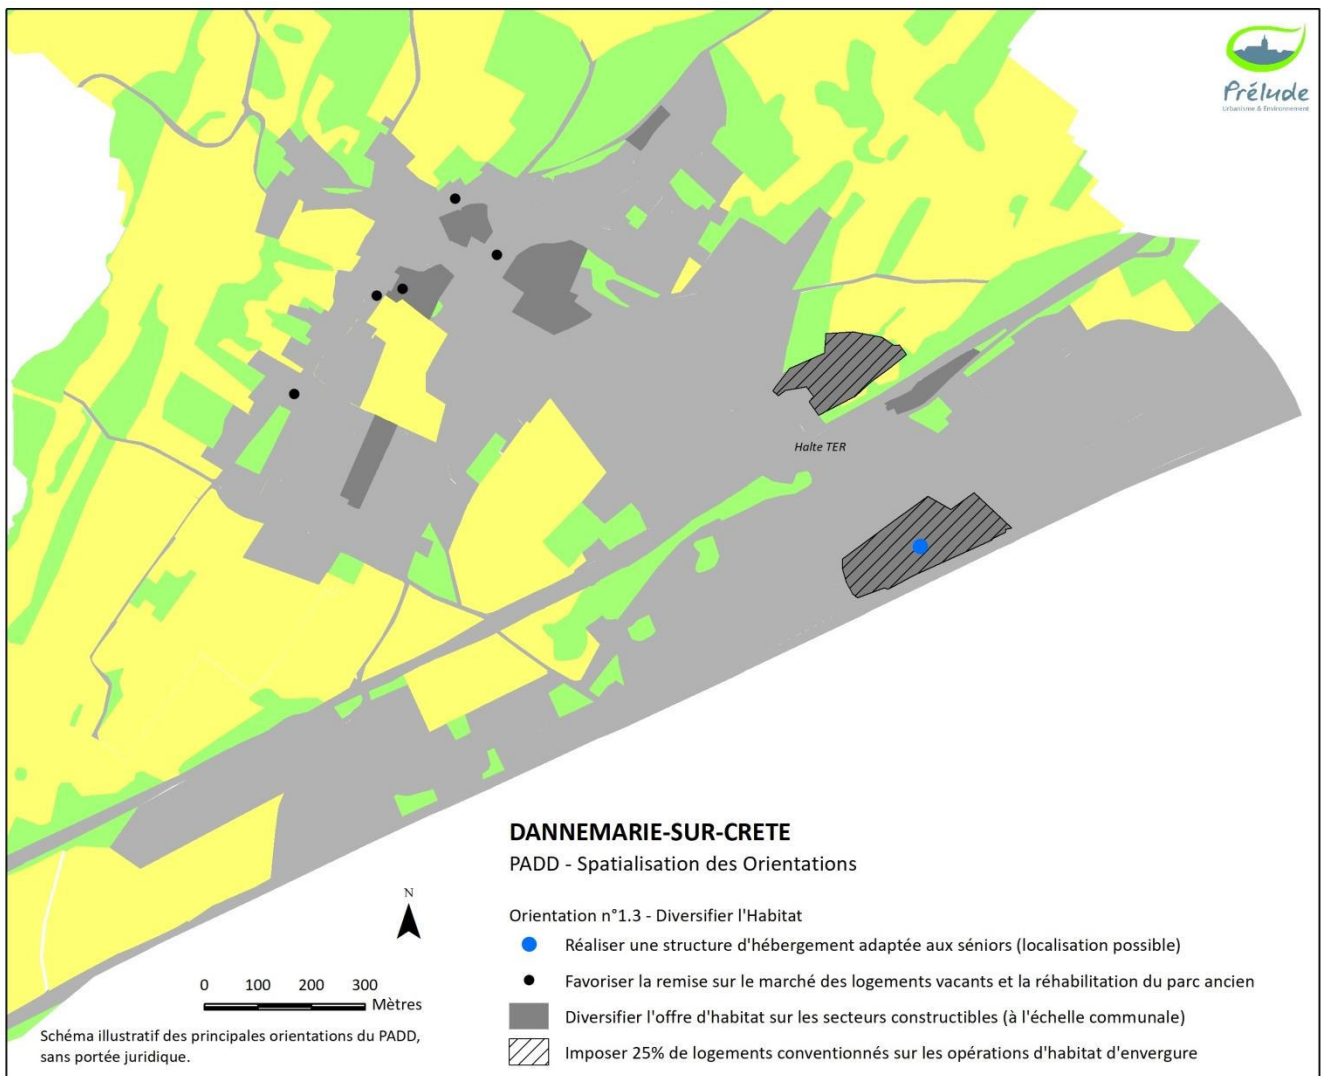 Prélude
Urbanisme & Environnement
Halte TER
DANNEMARIE-SUR-CRETE
PADD - Spatialisation des Orientations
Orientation n°1.3 - Diversifier l'Habitat
Réaliser une structure d'hébergement adaptée aux séniors (localisation possible)
Favoriser la remise sur le marché des logements vacants et la réhabilitation du parc ancien
Diversifier l'offre d'habitat sur les secteurs constructibles (à l'échelle communale)
Imposer 25% de logements conventionnés sur les opérations d'habitat d'envergure
N
0 100 200 300
Mètres
Schéma illustratif des principales orientations du PADD,
sans portée juridique.